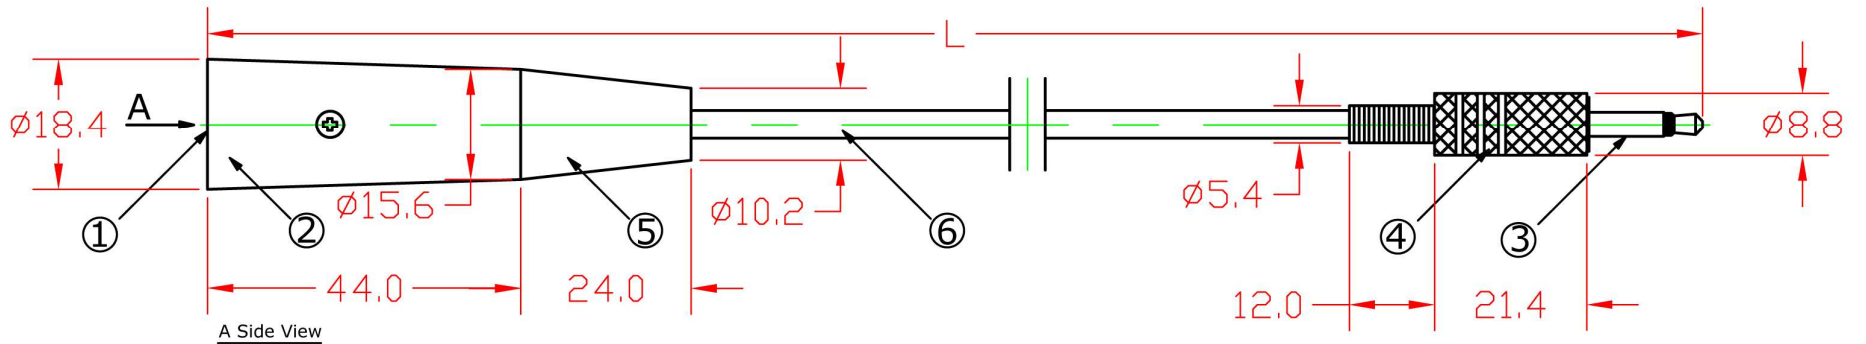 L
A
ø18.4
ø8.8
ø15.6
ø10.2
ø5.4
① ② ⑤ ⑥ ④ ③
44.0
24.0
12.0
21.4
A Side View